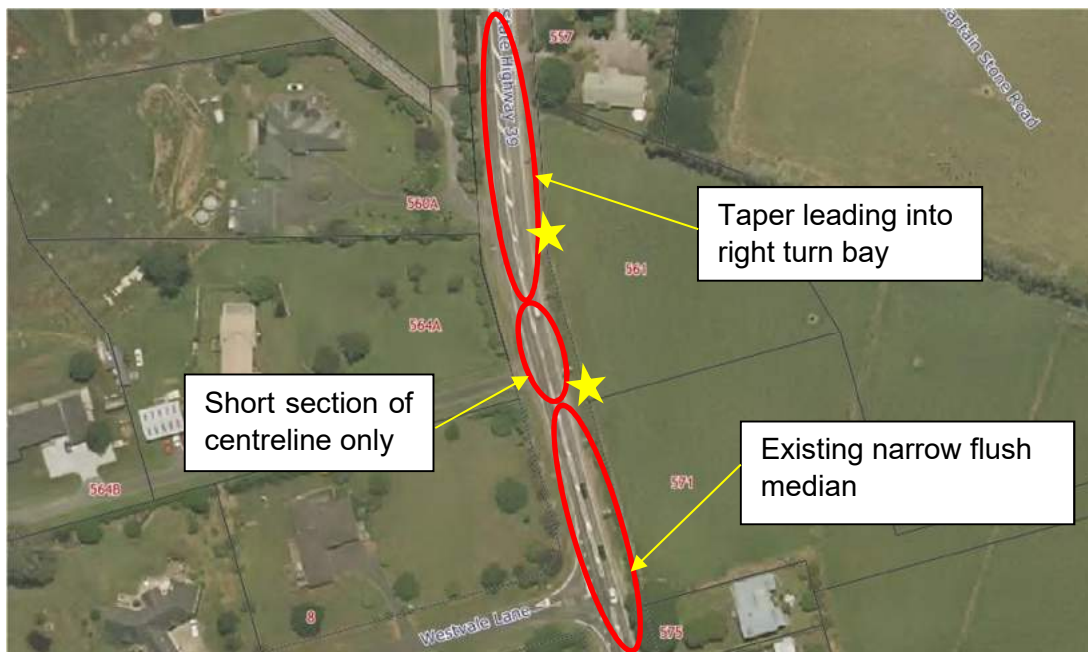 Captain Stone Road
557
State Highway 39
560A
Taper leading into
right turn bay
561
564A
Short section of
centreline only
Existing narrow flush
median
564B
571
8
Westvale Lane
575